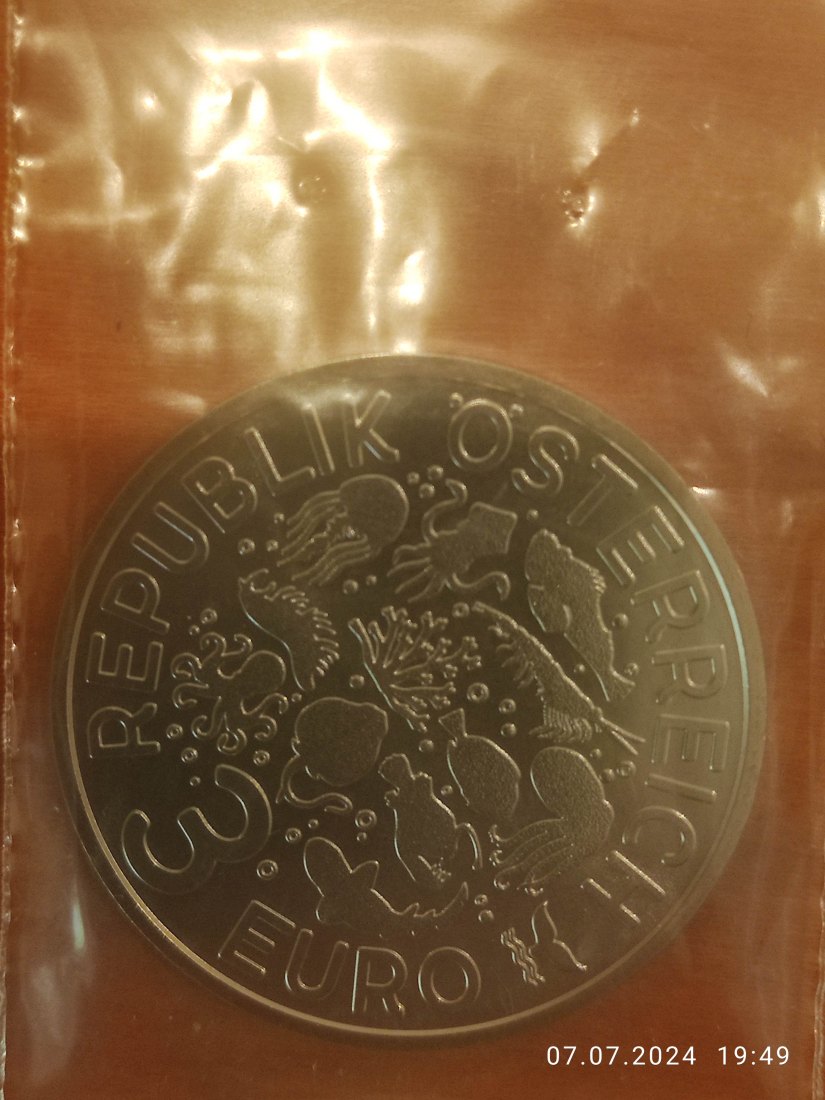 REPUBLIK ÖSTERREICH
3
EURO
07.07.2024 19:49